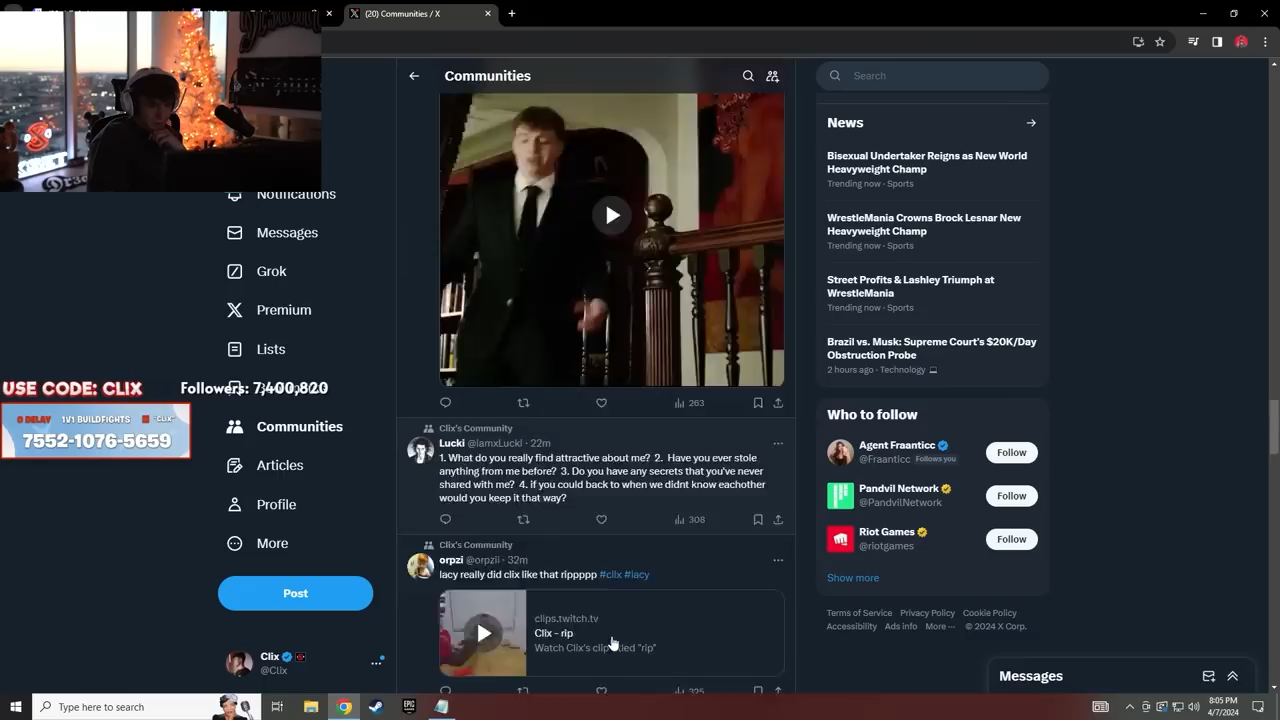 (20) Communities / X
Communities
Search
Notifications
Messages
Grok
Premium
Lists
Communities
Articles
Profile
More
Post
Clix
@Clix
USE CODE: CLIX
Followers: 7,400,820
0 DELAY 1V1 BUILDFIGHTS "CLIX"
7552-1076-5659
263
Clix's Community
Lucki @IamxLuckI · 22m
1. What do you really find attractive about me? 2. Have you ever stole
anything from me before? 3. Do you have any secrets that you've never
shared with me? 4. if you could back to when we didnt know eachother
would you keep it that way?
308
Clix's Community
orpzi @orpzii · 32m
lacy really did clix like that rippppp #clix #lacy
clips.twitch.tv
Clix - rip
325
News
Bisexual Undertaker Reigns as New World
Heavyweight Champ
Trending now · Sports
WrestleMania Crowns Brock Lesnar New
Heavyweight Champ
Trending now · Sports
Street Profits & Lashley Triumph at
WrestleMania
Trending now · Sports
Brazil vs. Musk: Supreme Court's $20K/Day
Obstruction Probe
2 hours ago · Technology
Who to follow
Agent Fraanticc
@Fraanticc Follows you
Follow
Pandvil Network
@PandvilNetwork
Follow
Riot Games
@riotgames
Follow
Show more
Terms of Service Privacy Policy Cookie Policy
Accessibility Ads info More ··· © 2024 X Corp.
Messages
Type here to search
8:05 PM
4/7/2024